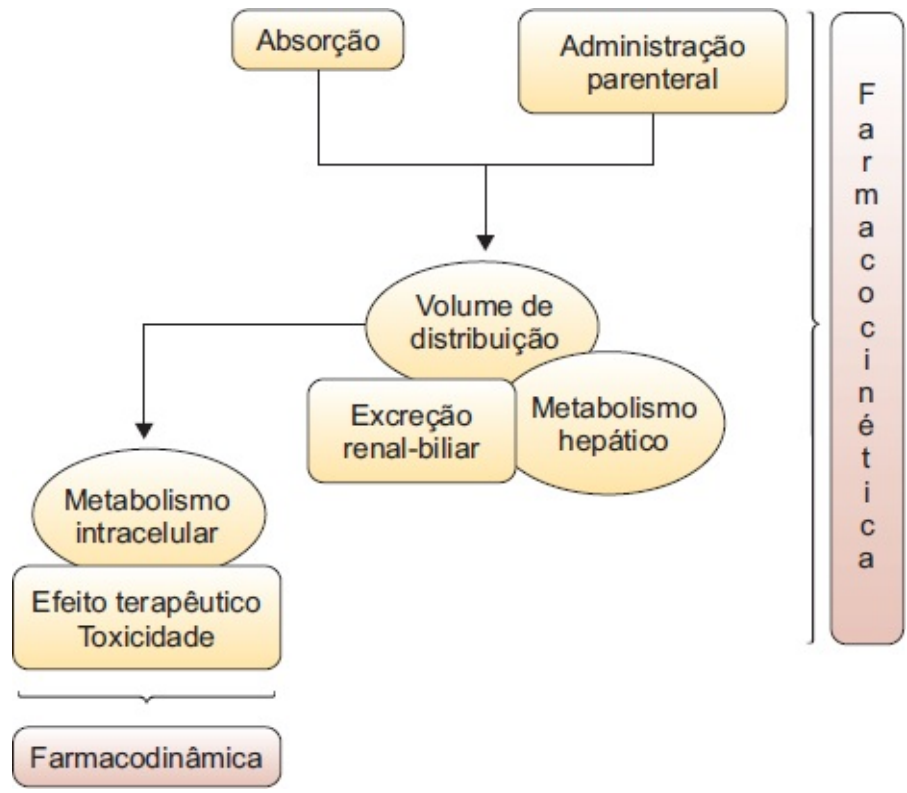 Absorção
Administração
parenteral
Volume de
distribuição
Excreção
renal-biliar
Metabolismo
hepático
Metabolismo
intracelular
Efeito terapêutico
Toxicidade
Farmacodinâmica
F
a
r
m
a
c
o
c
i
n
é
t
i
c
a